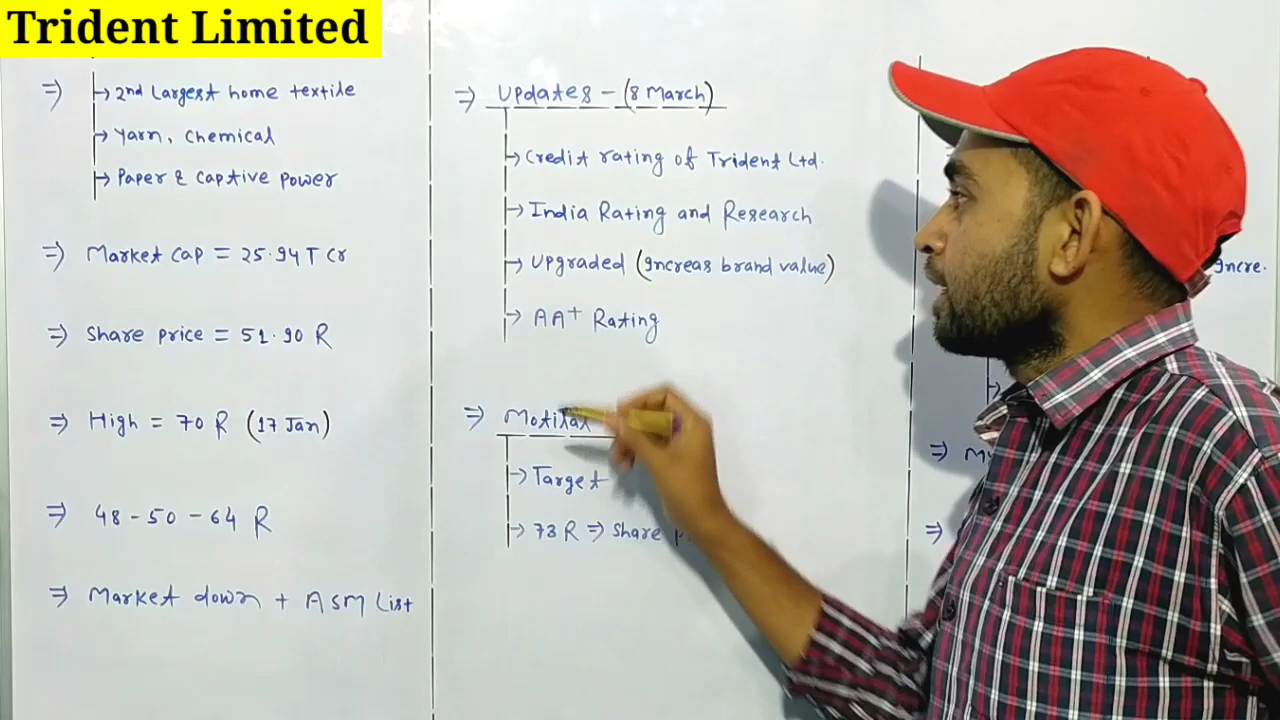 Trident Limited
⇒ → 2nd Largest home textile
→ Yarn, chemical
→ Paper & captive power
⇒ Market cap = 25.94 T Cr
⇒ Share price = 51.90 R
⇒ High = 70 R (17 Jan)
⇒ 48 - 50 - 64 R
⇒ Market down + ASM List
⇒ Updates - (8 March)
→ Credit rating of Trident Ltd.
→ India Rating and Research
→ Upgraded (Increas brand value)
→ AA+ Rating
⇒ Motilal
→ Target
→ 73 R ⇒ Share
Incre.